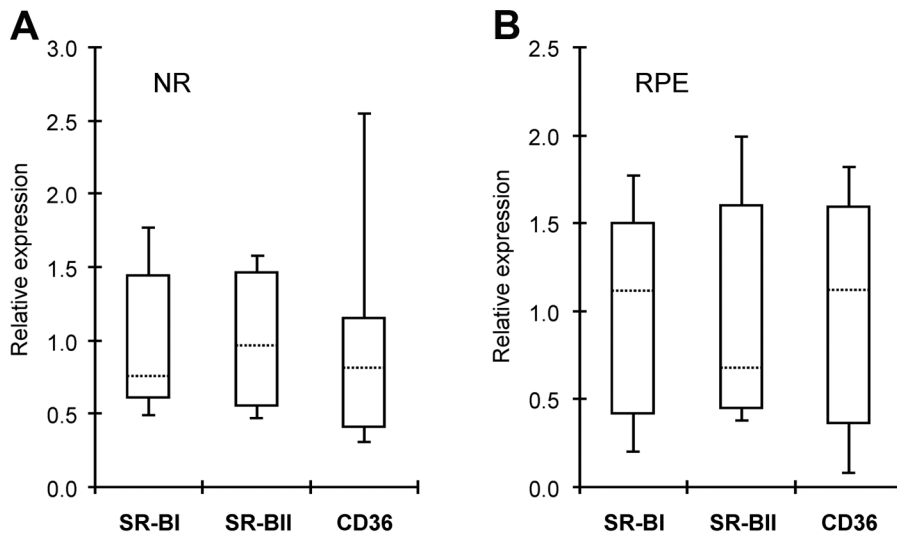 A
NR
Relative expression
3.0
2.5
2.0
1.5
1.0
0.5
0.0
SR-BI SR-BII CD36
B
RPE
Relative expression
2.5
2.0
1.5
1.0
0.5
0.0
SR-BI SR-BII CD36